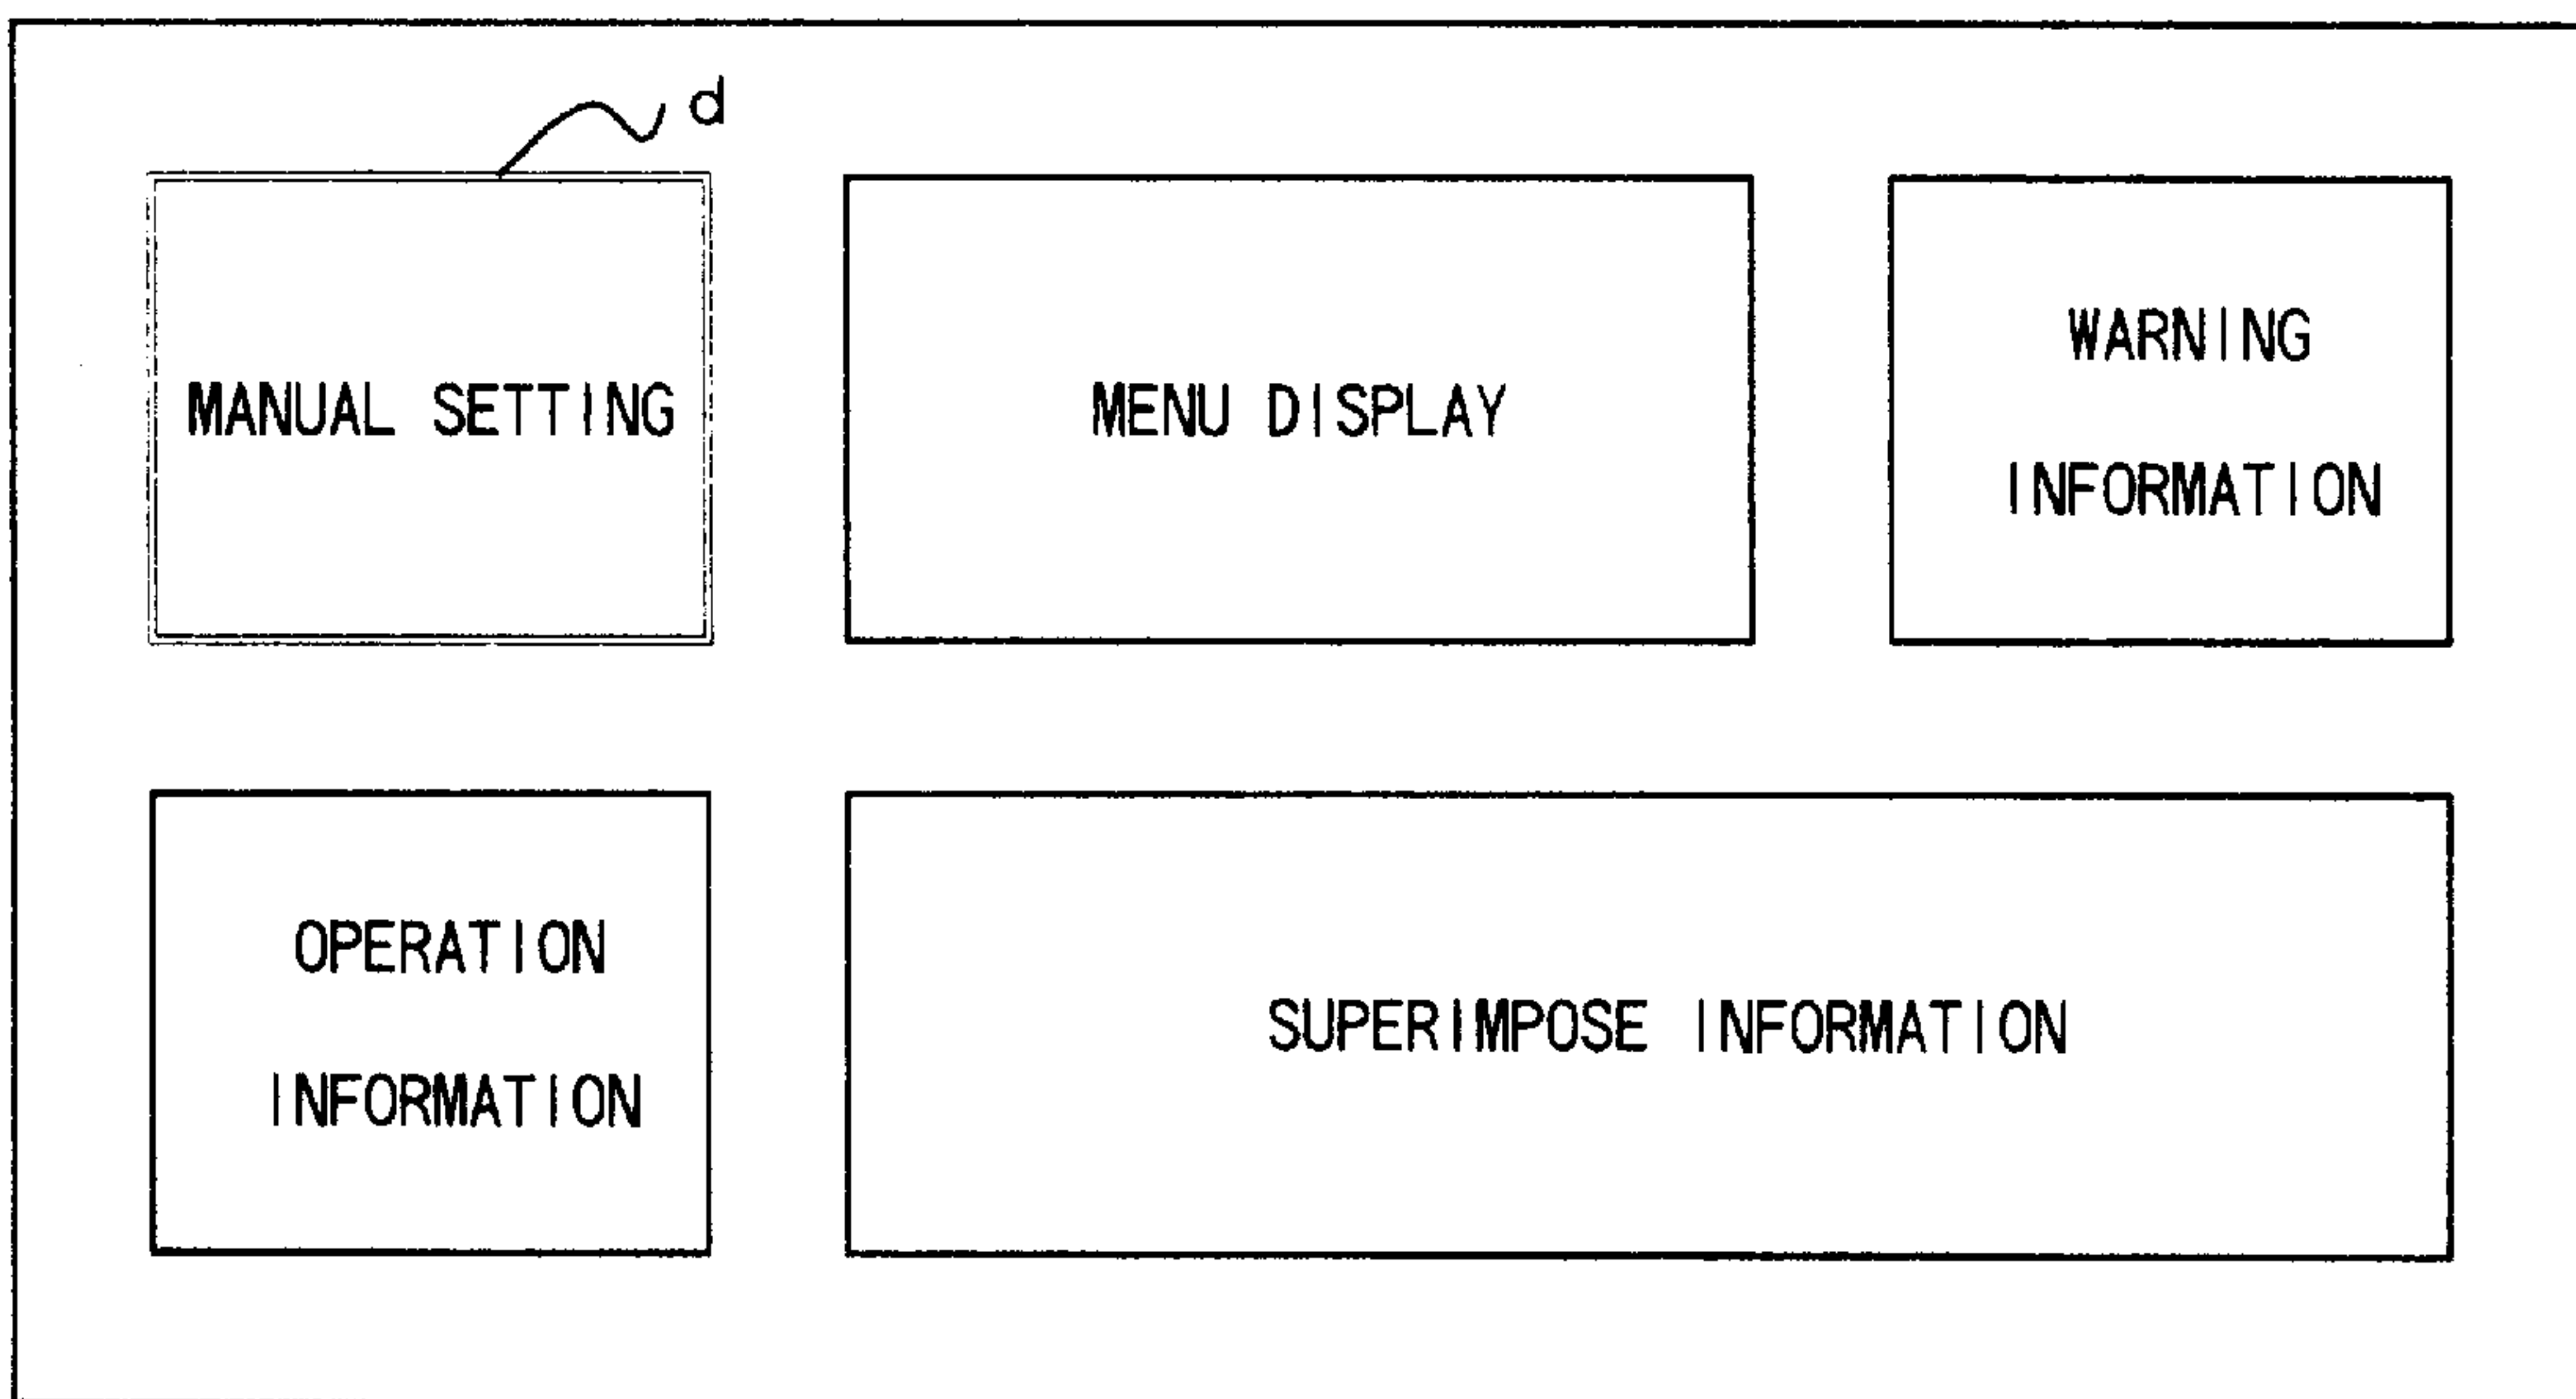 d
MANUAL SETTING
MENU DISPLAY
WARNING
INFORMATION
OPERATION
INFORMATION
SUPERIMPOSE INFORMATION